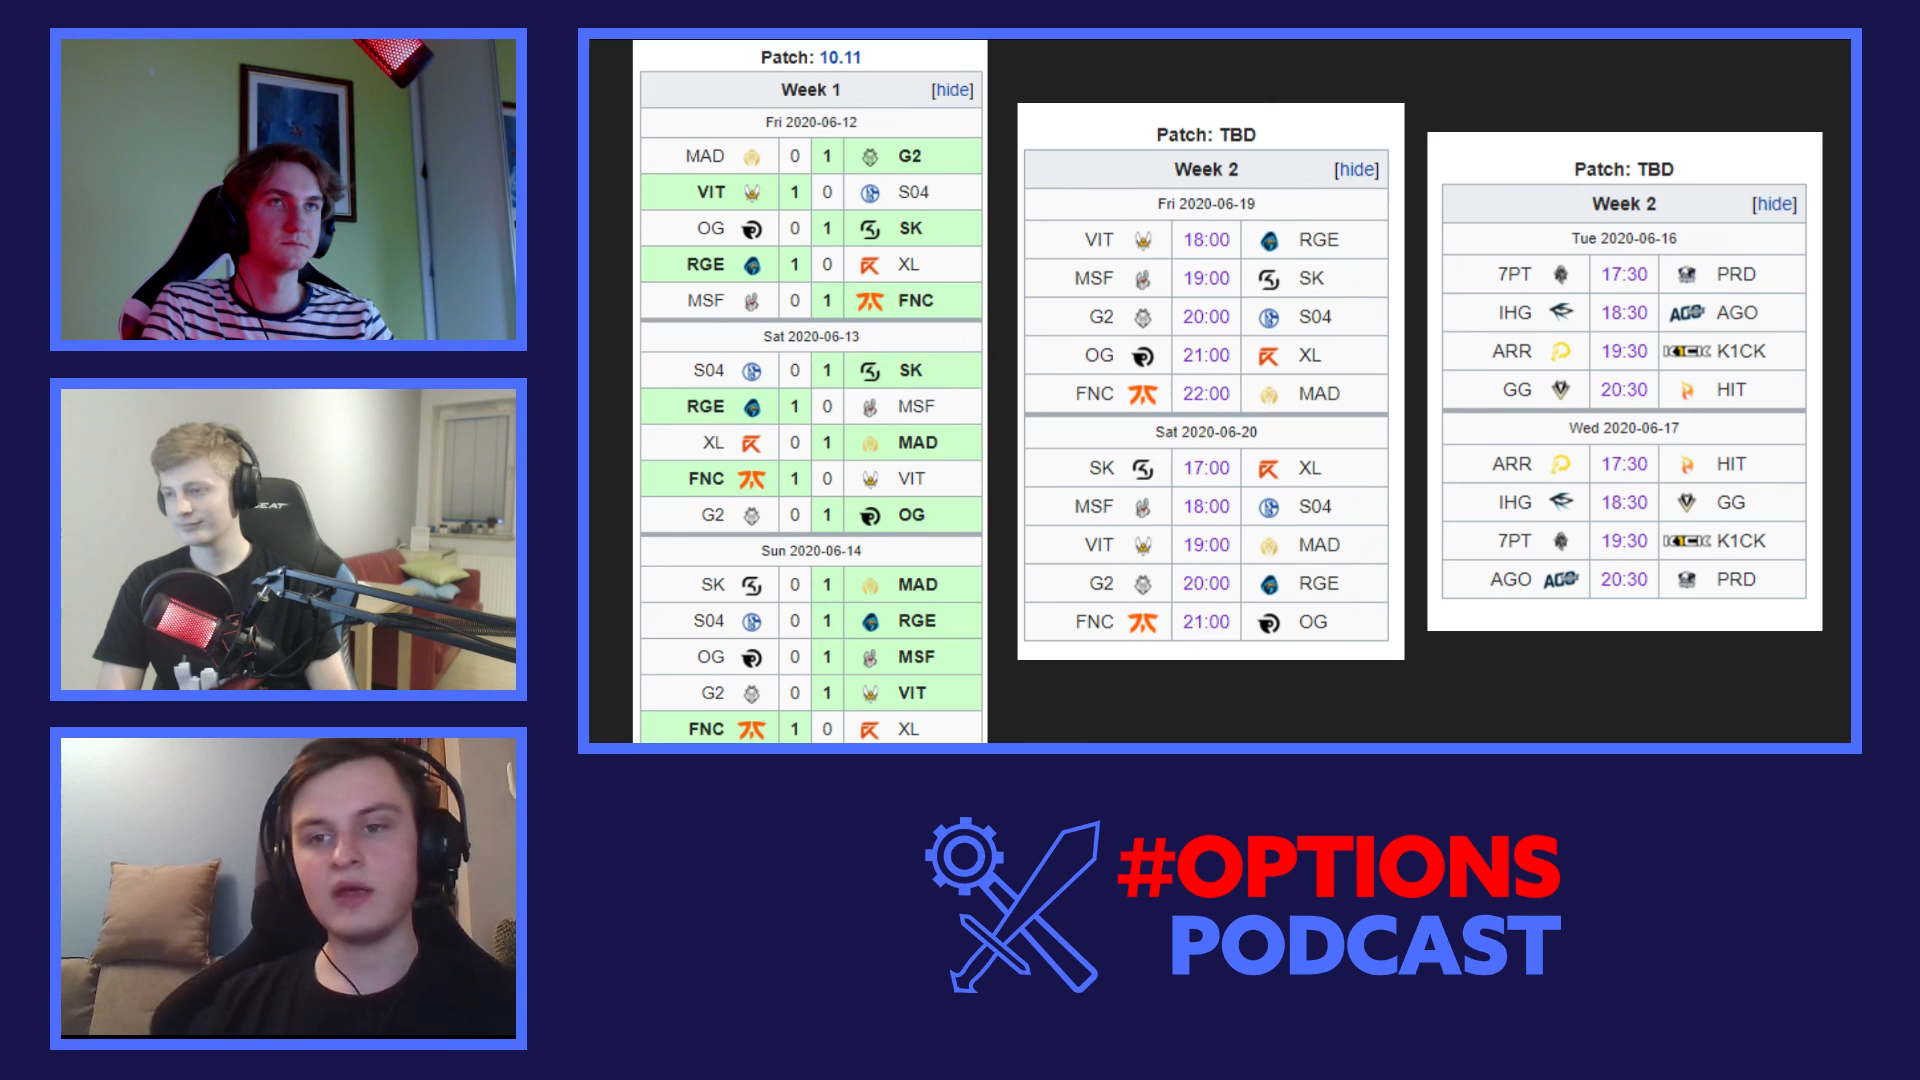 Patch: 10.11
Week 1 [hide]
Fri 2020-06-12
MAD 0 1 G2
VIT 1 0 S04
OG 0 1 SK
RGE 1 0 XL
MSF 0 1 FNC
Sat 2020-06-13
S04 0 1 SK
RGE 1 0 MSF
XL 0 1 MAD
FNC 1 0 VIT
G2 0 1 OG
Sun 2020-06-14
SK 0 1 MAD
S04 0 1 RGE
OG 0 1 MSF
G2 0 1 VIT
FNC 1 0 XL
Patch: TBD
Week 2 [hide]
Fri 2020-06-19
VIT 18:00 RGE
MSF 19:00 SK
G2 20:00 S04
OG 21:00 XL
FNC 22:00 MAD
Sat 2020-06-20
SK 17:00 XL
MSF 18:00 S04
VIT 19:00 MAD
G2 20:00 RGE
FNC 21:00 OG
Patch: TBD
Week 2 [hide]
Tue 2020-06-16
7PT 17:30 PRD
IHG 18:30 AGO AGO
ARR 19:30 K1CK
GG 20:30 HIT
Wed 2020-06-17
ARR 17:30 HIT
IHG 18:30 GG
7PT 19:30 K1CK
AGO AGO 20:30 PRD
#OPTIONS
PODCAST